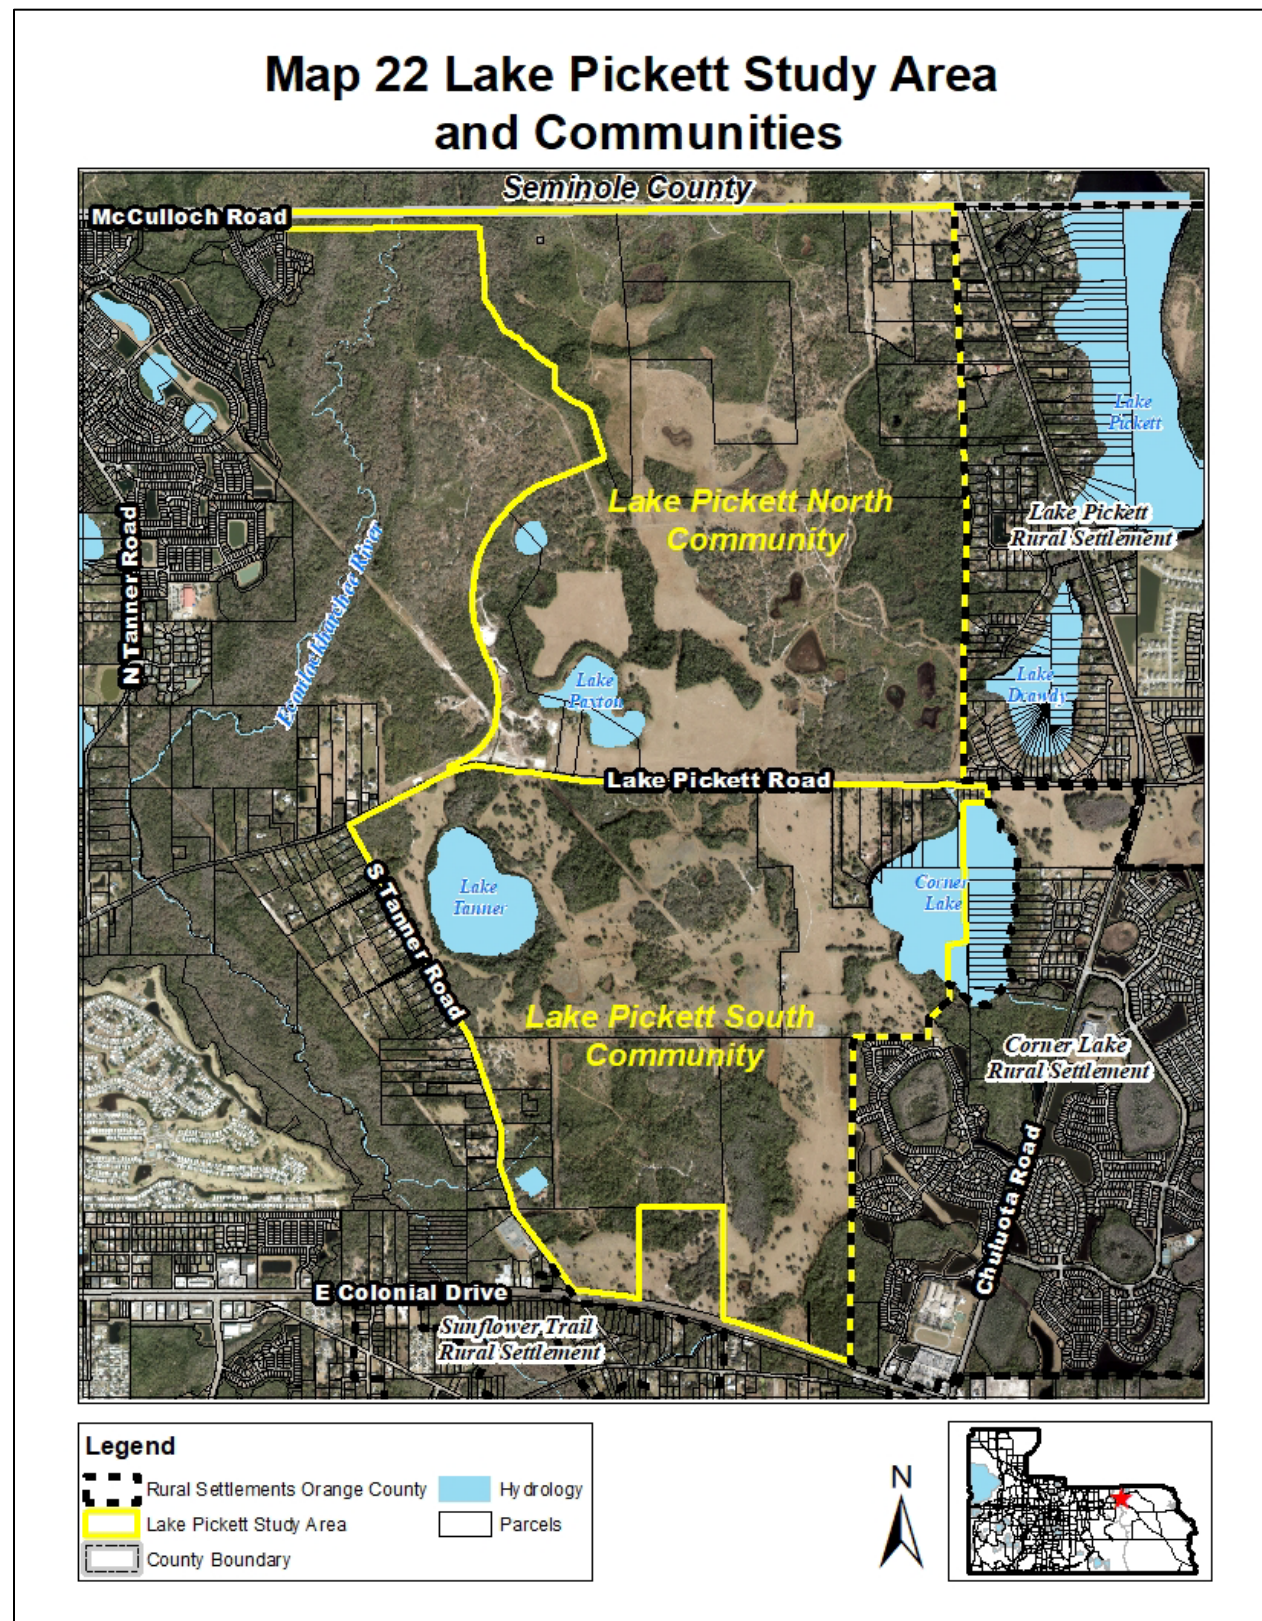 Map 22 Lake Pickett Study Area
and Communities
Seminole County
McCulloch Road
Lake
Pickett
Lake Pickett North
Community
Lake Pickett
Rural Settlement
N Tanner Road
Econlockhatchee River
Lake
Paxton
Lake
Drawdy
Lake Pickett Road
S Tanner Road
Lake
Tanner
Corner
Lake
Lake Pickett South
Community
Corner Lake
Rural Settlement
Chuluota Road
E Colonial Drive
Sunflower Trail
Rural Settlement
Legend
Rural Settlements Orange County
Hydrology
Lake Pickett Study Area
Parcels
County Boundary
N